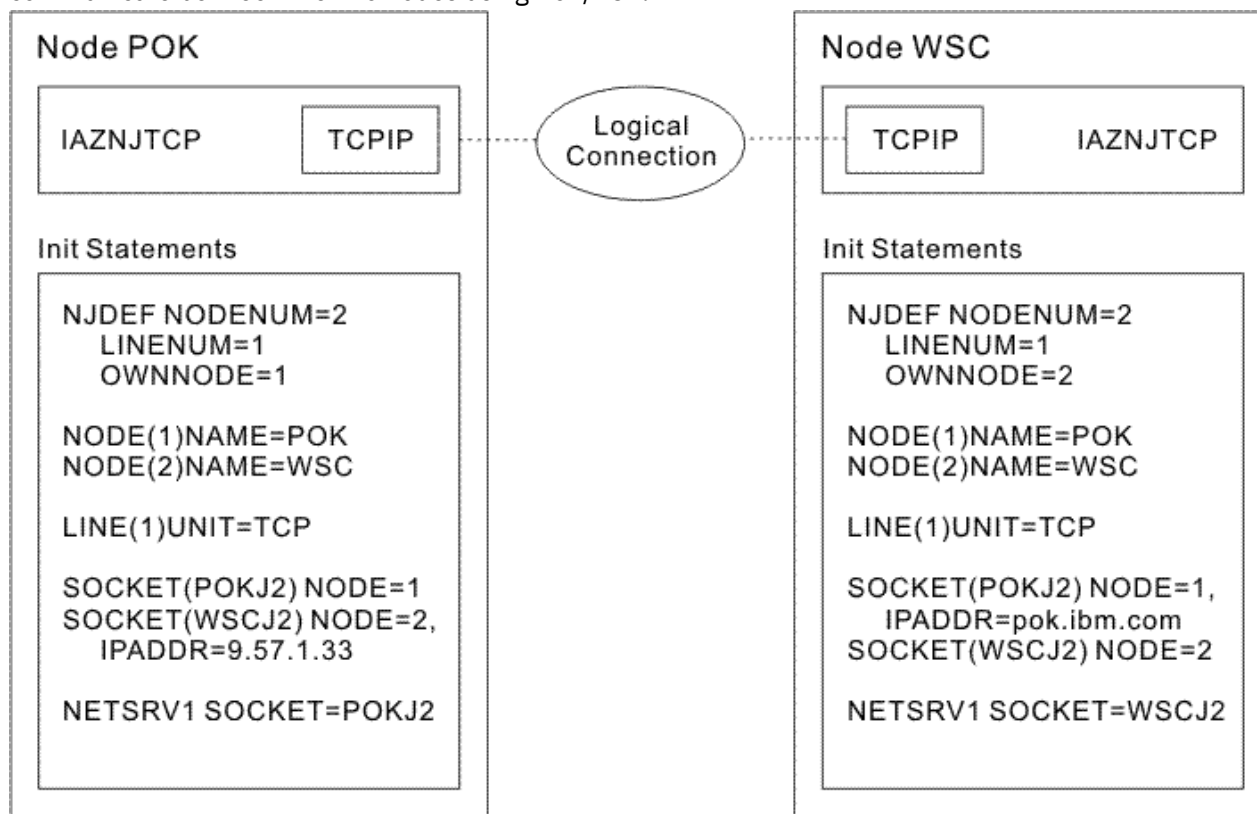 Node POK
IAZNJTCP
TCPIP
Init Statements
NJDEF NODENUM=2
LINENUM=1
OWNNODE=1
NODE(1)NAME=POK
NODE(2)NAME=WSC
LINE(1)UNIT=TCP
SOCKET(POKJ2) NODE=1
SOCKET(WSCJ2) NODE=2,
IPADDR=9.57.1.33
NETSRV1 SOCKET=POKJ2
Logical
Connection
Node WSC
TCPIP
IAZNJTCP
Init Statements
NJDEF NODENUM=2
LINENUM=1
OWNNODE=2
NODE(1)NAME=POK
NODE(2)NAME=WSC
LINE(1)UNIT=TCP
SOCKET(POKJ2) NODE=1,
IPADDR=pok.ibm.com
SOCKET(WSCJ2) NODE=2
NETSRV1 SOCKET=WSCJ2